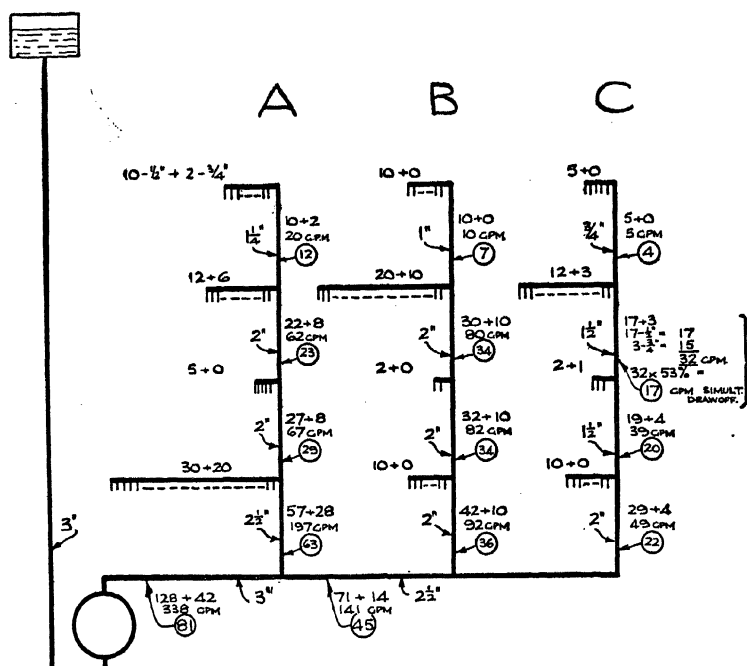 A
B
C
10-½" + 2-¾"
10+0
5+0
10+2
20 GPM
12
1¼"
10+0
10 GPM
7
1"
5+0
5 GPM
4
¾"
12+6
20+10
12+3
22+8
62 GPM
23
2"
30+10
80 GPM
34
2"
17+3
17-½"= 17
3-¾"= 15
32 GPM
32 x 53% =
17 GPM SIMULT. DRAWOFF.
1½"
5+0
2+0
2+1
27+8
67 GPM
29
2"
32+10
82 GPM
34
2"
19+4
39 GPM
20
1½"
30+20
10+0
10+0
57+28
197 GPM
63
2½"
42+10
92 GPM
36
2"
29+4
49 GPM
22
2"
3"
128 + 42
338 GPM
81
3"
71 + 14
141 GPM
45
2½"